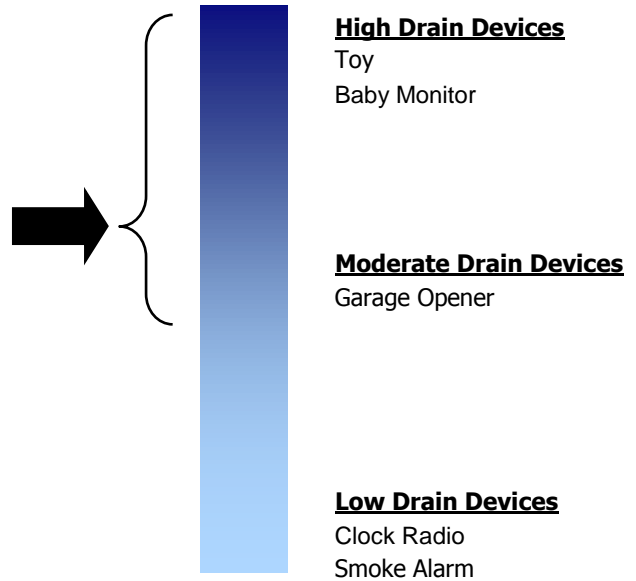 High Drain Devices
Toy
Baby Monitor
Moderate Drain Devices
Garage Opener
Low Drain Devices
Clock Radio
Smoke Alarm